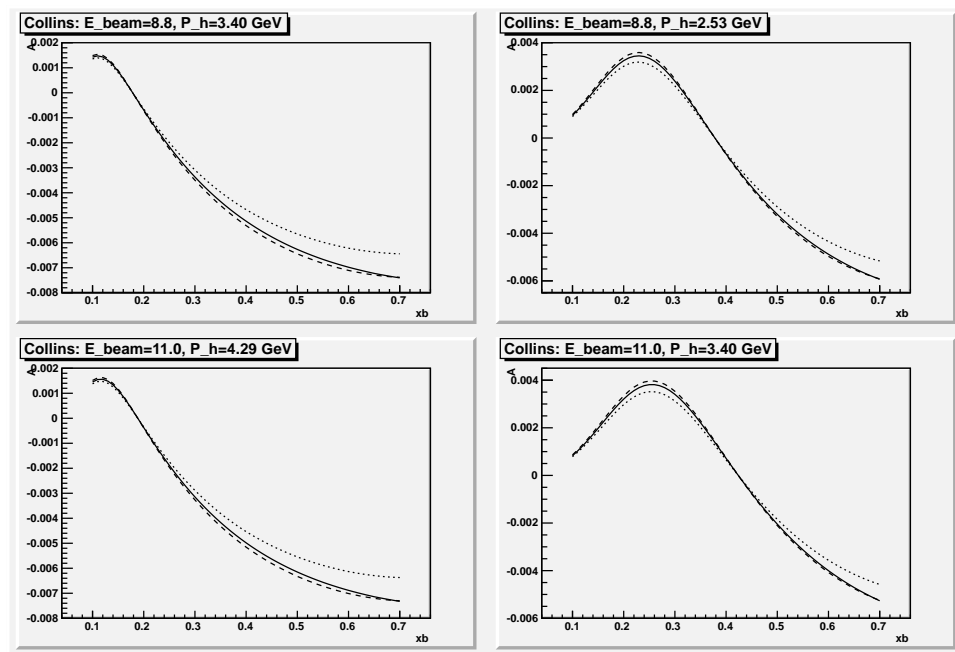 Collins: E_beam=8.8, P_h=3.40 GeV
A
0.002
0.001
0
-0.001
-0.002
-0.003
-0.004
-0.005
-0.006
-0.007
-0.008
0.1 0.2 0.3 0.4 0.5 0.6 0.7
xb
Collins: E_beam=8.8, P_h=2.53 GeV
A
0.004
0.002
0
-0.002
-0.004
-0.006
0.1 0.2 0.3 0.4 0.5 0.6 0.7
xb
Collins: E_beam=11.0, P_h=4.29 GeV
A
0.002
0.001
0
-0.001
-0.002
-0.003
-0.004
-0.005
-0.006
-0.007
-0.008
0.1 0.2 0.3 0.4 0.5 0.6 0.7
xb
Collins: E_beam=11.0, P_h=3.40 GeV
A
0.004
0.002
0
-0.002
-0.004
-0.006
0.1 0.2 0.3 0.4 0.5 0.6 0.7
xb